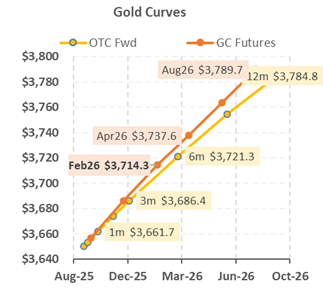 Gold Curves
OTC Fwd GC Futures
$3,800
$3,780
$3,760
$3,740
$3,720
$3,700
$3,680
$3,660
$3,640
Aug26 $3,789.7
12m $3,784.8
Apr26 $3,737.6
Feb26 $3,714.3
6m $3,721.3
3m $3,686.4
1m $3,661.7
Aug-25 Dec-25 Mar-26 Jun-26 Oct-26